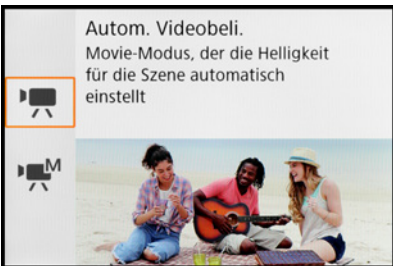 Autom. Videobeli.
Movie-Modus, der die Helligkeit
für die Szene automatisch
einstellt
M